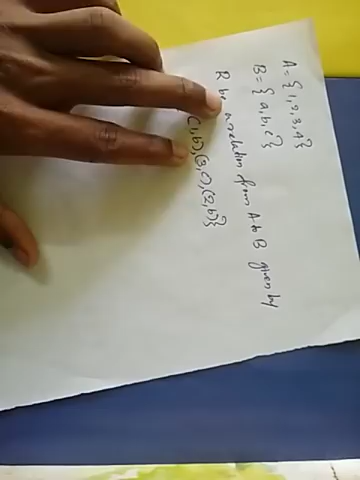 A = {1, 2, 3, 4}
B = { a, b, c }
R be a relation from A to B given by
(1, b), (3, c), (2, b)}